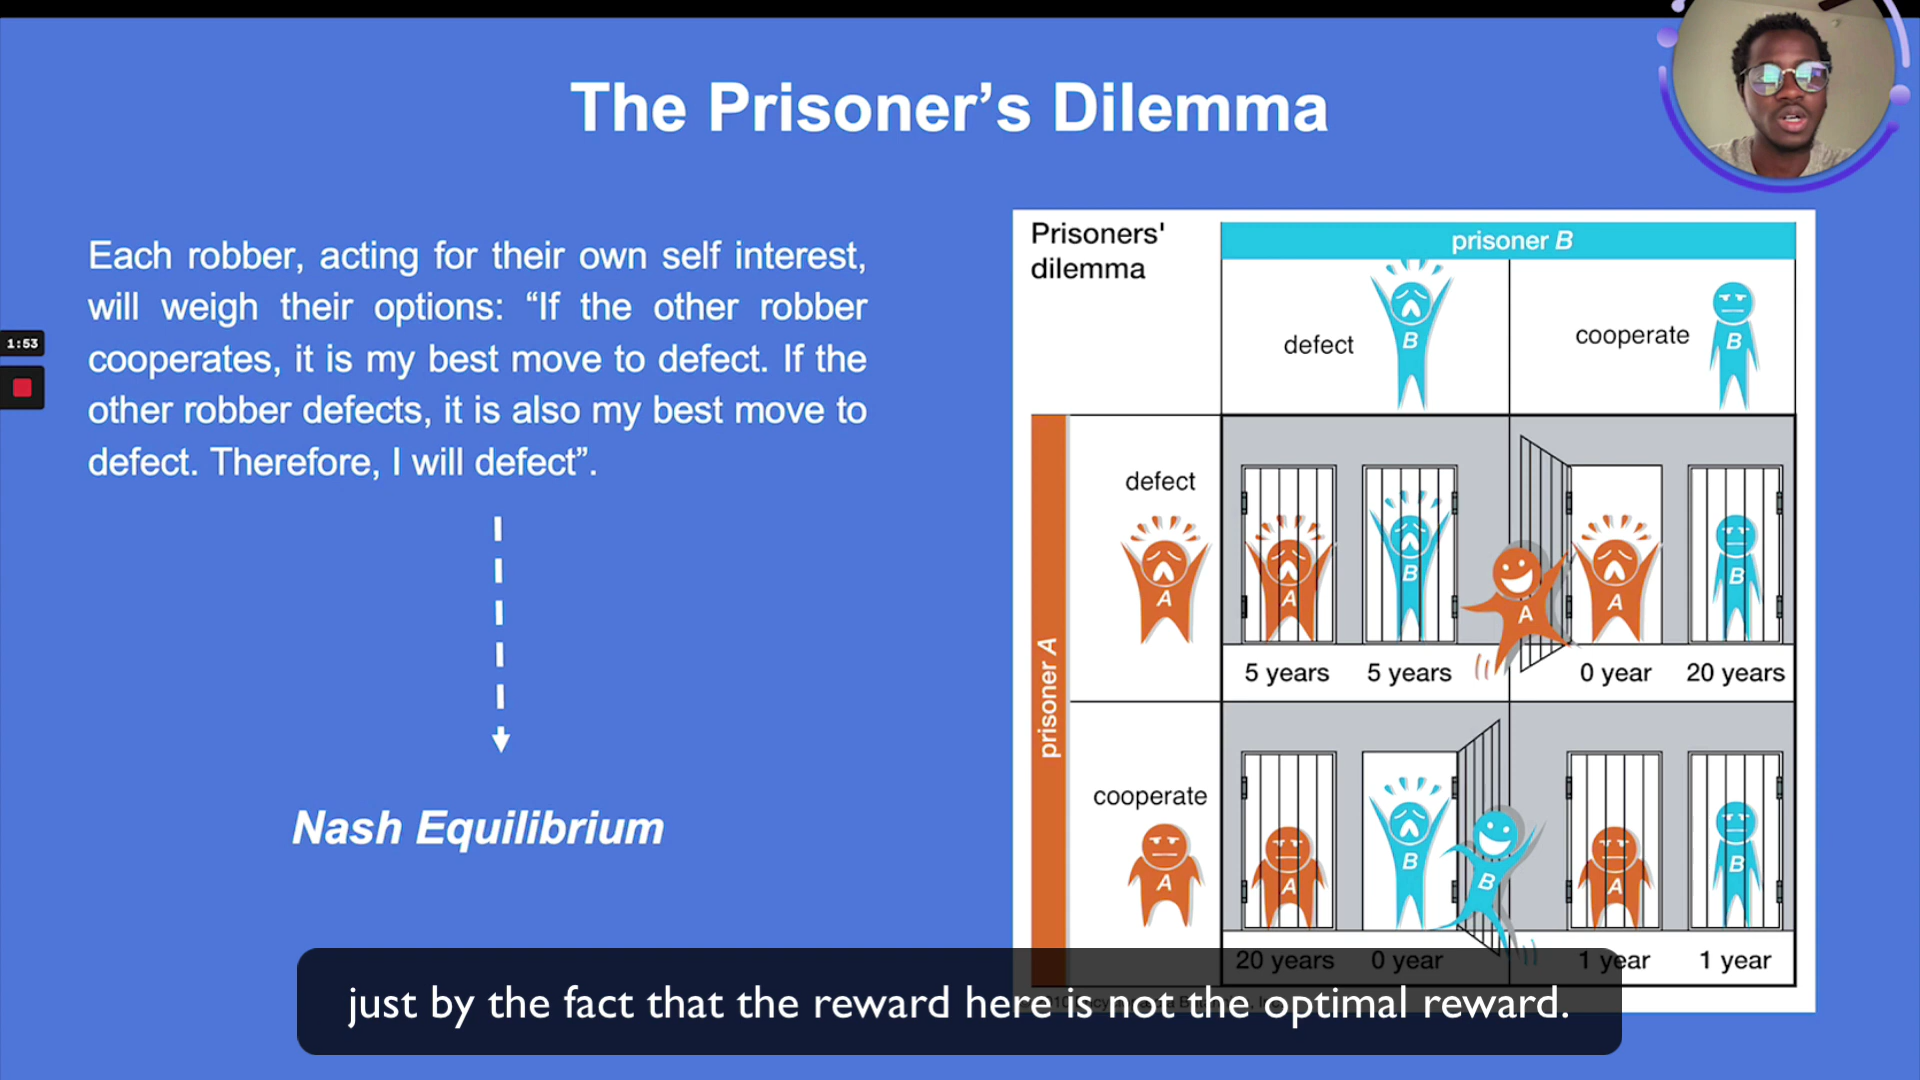 The Prisoner’s Dilemma
Each robber, acting for their own self interest,
will weigh their options: “If the other robber
cooperates, it is my best move to defect. If the
other robber defects, it is also my best move to
defect. Therefore, I will defect”.
Nash Equilibrium
1:53
Prisoners'
dilemma
prisoner B
defect
B
cooperate
B
prisoner A
defect
A
A
B
A
A
B
5 years
5 years
0 year
20 years
cooperate
A
A
B
B
A
B
20 years
0 year
1 year
1 year
just by the fact that the reward here is not the optimal reward.